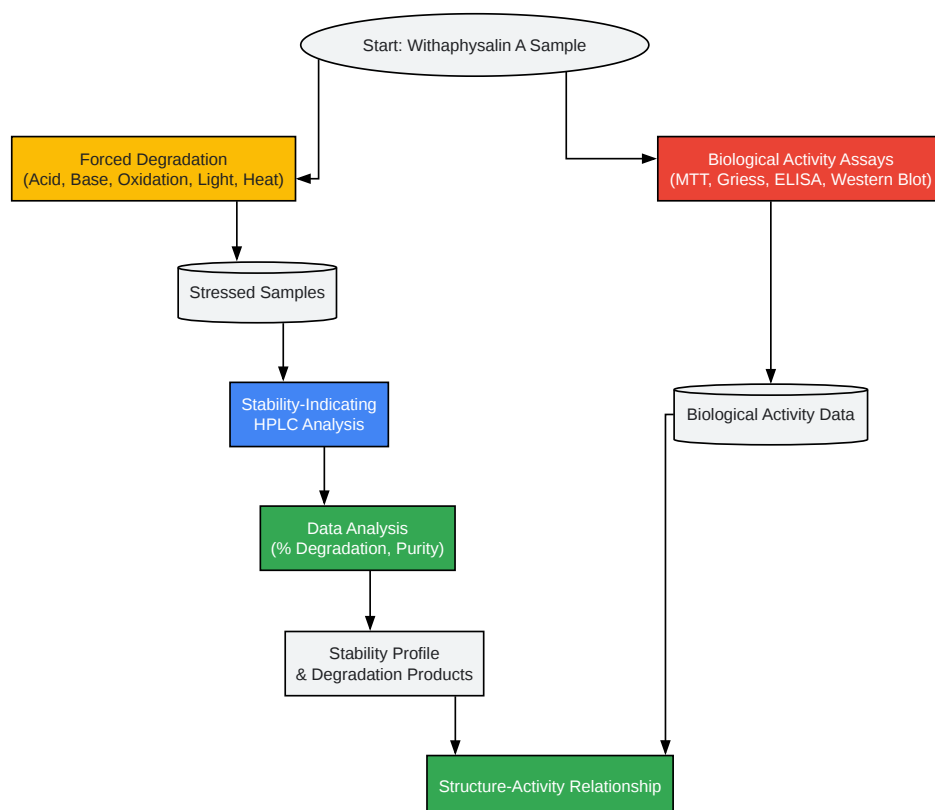 Start: Withaphysalin A Sample
Forced Degradation
(Acid, Base, Oxidation, Light, Heat)
Biological Activity Assays
(MTT, Griess, ELISA, Western Blot)
Stressed Samples
Stability-Indicating
HPLC Analysis
Biological Activity Data
Data Analysis
(% Degradation, Purity)
Stability Profile
& Degradation Products
Structure-Activity Relationship